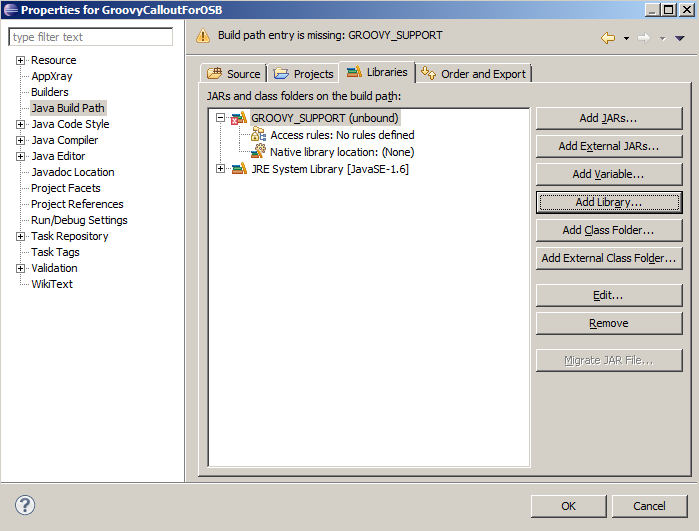 Properties for GroovyCalloutForOSB
type filter text
Resource
AppXray
Builders
Java Build Path
Java Code Style
Java Compiler
Java Editor
Javadoc Location
Project Facets
Project References
Run/Debug Settings
Task Repository
Task Tags
Validation
WikiText
Build path entry is missing: GROOVY_SUPPORT
Source Projects Libraries Order and Export
JARs and class folders on the build path:
GROOVY_SUPPORT (unbound)
Access rules: No rules defined
Native library location: (None)
JRE System Library [JavaSE-1.6]
Add JARs...
Add External JARs...
Add Variable...
Add Library...
Add Class Folder...
Add External Class Folder...
Edit...
Remove
Migrate JAR File...
?
OK Cancel